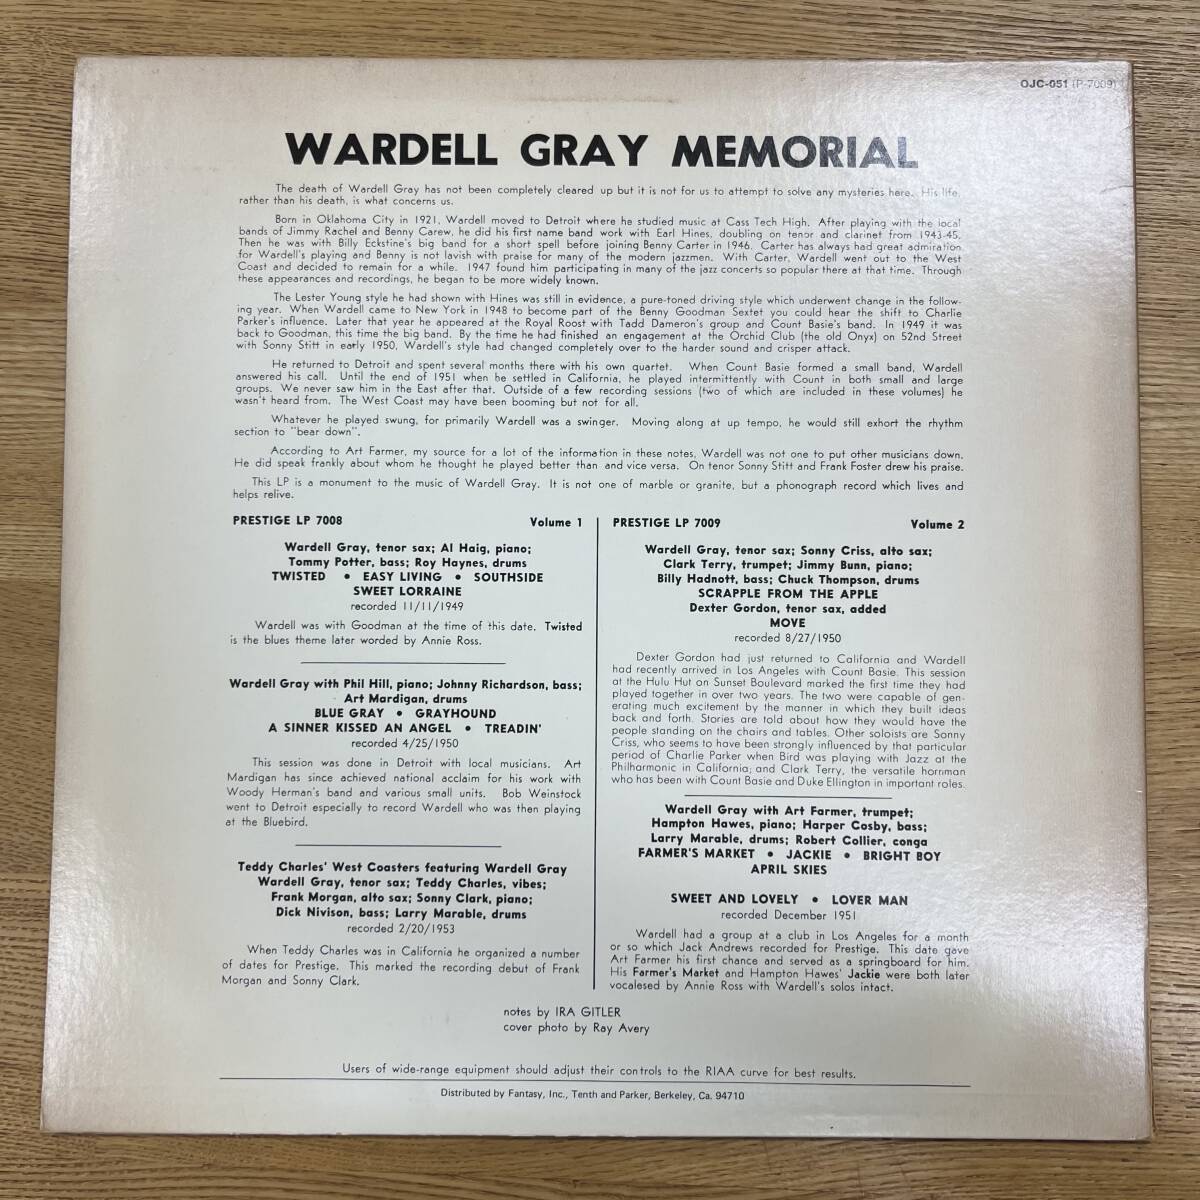 OJC-051 (P-7009)
WARDELL GRAY MEMORIAL
The death of Wardell Gray has not been completely cleared up but it is not for us to attempt to solve any mysteries here. His life,
rather than his death, is what concerns us.
Born in Oklahoma City in 1921, Wardell moved to Detroit where he studied music at Cass Tech High. After playing with the local
bands of Jimmy Rachel and Benny Carew, he did his first name band work with Earl Hines, doubling on tenor and clarinet from 1943-45.
Then he was with Billy Eckstine's big band for a short spell before joining Benny Carter in 1946. Carter has always had great admiration
for Wardell's playing and Benny is not lavish with praise for many of the modern jazzmen. With Carter, Wardell went out to the West
Coast and decided to remain for a while. 1947 found him participating in many of the jazz concerts so popular there at that time. Through
these appearances and recordings, he began to be more widely known.
The Lester Young style he had shown with Hines was still in evidence, a pure-toned driving style which underwent change in the follow-
ing year. When Wardell came to New York in 1948 to become part of the Benny Goodman Sextet you could hear the shift to Charlie
Parker's influence. Later that year he appeared at the Royal Roost with Tadd Dameron's group and Count Basie's band. In 1949 it was
back to Goodman, this time the big band. By the time he had finished an engagement at the Orchid Club (the old Onyx) on 52nd Street
with Sonny Stitt in early 1950, Wardell's style had changed completely over to the harder sound and crisper attack.
He returned to Detroit and spent several months there with his own quartet. When Count Basie formed a small band, Wardell
answered his call. Until the end of 1951 when he settled in California, he played intermittently with Count in both small and large
groups. We never saw him in the East after that. Outside of a few recording sessions (two of which are included in these volumes) he
wasn't heard from. The West Coast may have been booming but not for all.
Whatever he played swung, for primarily Wardell was a swinger. Moving along at up tempo, he would still exhort the rhythm
section to "bear down".
According to Art Farmer, my source for a lot of the information in these notes, Wardell was not one to put other musicians down.
He did speak frankly about whom he thought he played better than and vice versa. On tenor Sonny Stitt and Frank Foster drew his praise.
This LP is a monument to the music of Wardell Gray. It is not one of marble or granite, but a phonograph record which lives and
helps relive.
PRESTIGE LP 7008 Volume 1
Wardell Gray, tenor sax; Al Haig, piano;
Tommy Potter, bass; Roy Haynes, drums
TWISTED • EASY LIVING • SOUTHSIDE
SWEET LORRAINE
recorded 11/11/1949
Wardell was with Goodman at the time of this date. Twisted
is the blues theme later worded by Annie Ross.
Wardell Gray with Phil Hill, piano; Johnny Richardson, bass;
Art Mardigan, drums
BLUE GRAY • GRAYHOUND
A SINNER KISSED AN ANGEL • TREADIN'
recorded 4/25/1950
This session was done in Detroit with local musicians. Art
Mardigan has since achieved national acclaim for his work with
Woody Herman's band and various small units. Bob Weinstock
went to Detroit especially to record Wardell who was then playing
at the Bluebird.
Teddy Charles' West Coasters featuring Wardell Gray
Wardell Gray, tenor sax; Teddy Charles, vibes;
Frank Morgan, alto sax; Sonny Clark, piano;
Dick Nivison, bass; Larry Marable, drums
recorded 2/20/1953
When Teddy Charles was in California he organized a number
of dates for Prestige. This marked the recording debut of Frank
Morgan and Sonny Clark.
PRESTIGE LP 7009 Volume 2
Wardell Gray, tenor sax; Sonny Criss, alto sax;
Clark Terry, trumpet; Jimmy Bunn, piano;
Billy Hadnott, bass; Chuck Thompson, drums
SCRAPPLE FROM THE APPLE
Dexter Gordon, tenor sax, added
MOVE
recorded 8/27/1950
Dexter Gordon had just returned to California and Wardell
had recently arrived in Los Angeles with Count Basie. This session
at the Hulu Hut on Sunset Boulevard marked the first time they had
played together in over two years. The two were capable of gen-
erating much excitement by the manner in which they built ideas
back and forth. Stories are told about how they would have the
people standing on the chairs and tables. Other soloists are Sonny
Criss, who seems to have been strongly influenced by that particular
period of Charlie Parker when Bird was playing with Jazz at the
Philharmonic in California; and Clark Terry, the versatile hornman
who has been with Count Basie and Duke Ellington in important roles.
Wardell Gray with Art Farmer, trumpet;
Hampton Hawes, piano; Harper Cosby, bass;
Larry Marable, drums; Robert Collier, conga
FARMER'S MARKET • JACKIE • BRIGHT BOY
APRIL SKIES
SWEET AND LOVELY • LOVER MAN
recorded December 1951
Wardell had a group at a club in Los Angeles for a month
or so which Jack Andrews recorded for Prestige. This date gave
Art Farmer his first chance and served as a springboard for him.
His Farmer's Market and Hampton Hawes' Jackie were both later
vocalesed by Annie Ross with Wardell's solos intact.
notes by IRA GITLER
cover photo by Ray Avery
Users of wide-range equipment should adjust their controls to the RIAA curve for best results.
Distributed by Fantasy, Inc., Tenth and Parker, Berkeley, Ca. 94710